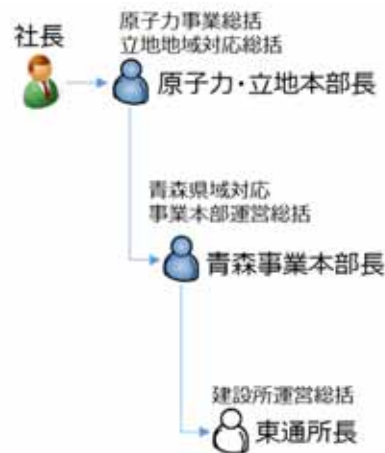 社長
原子力事業総括
立地地域対応総括
原子力・立地本部長
青森県域対応
事業本部運営総括
青森事業本部長
建設所運営総括
東通所長